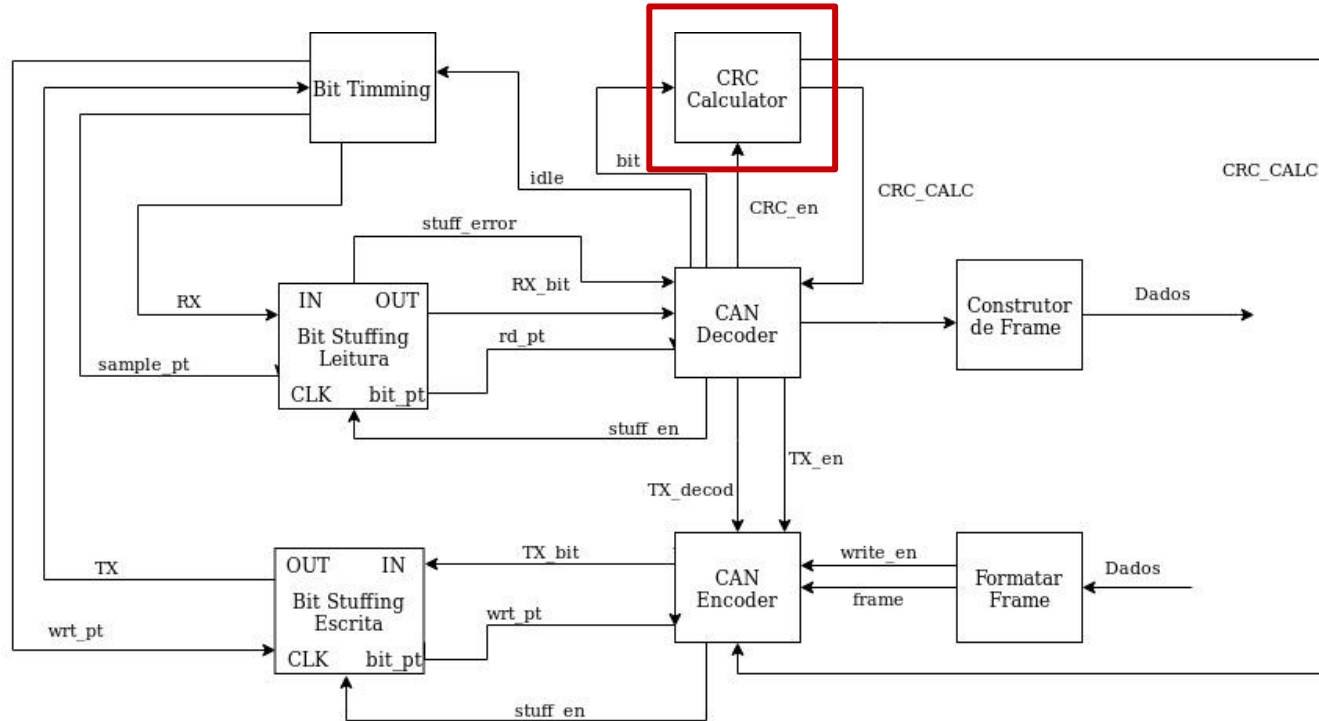 Bit Timming
CRC
Calculator
bit
idle
CRC_en
CRC_CALC
CRC_CALC
stuff_error
RX_bit
RX
IN
OUT
Bit Stuffing
Leitura
CLK
bit_pt
rd_pt
sample_pt
stuff_en
CAN
Decoder
Construtor
de Frame
Dados
TX_decod
TX_en
TX
OUT
IN
Bit Stuffing
Escrita
CLK
bit_pt
TX_bit
wrt_pt
wrt_pt
stuff_en
CAN
Encoder
write_en
frame
Formatar
Frame
Dados